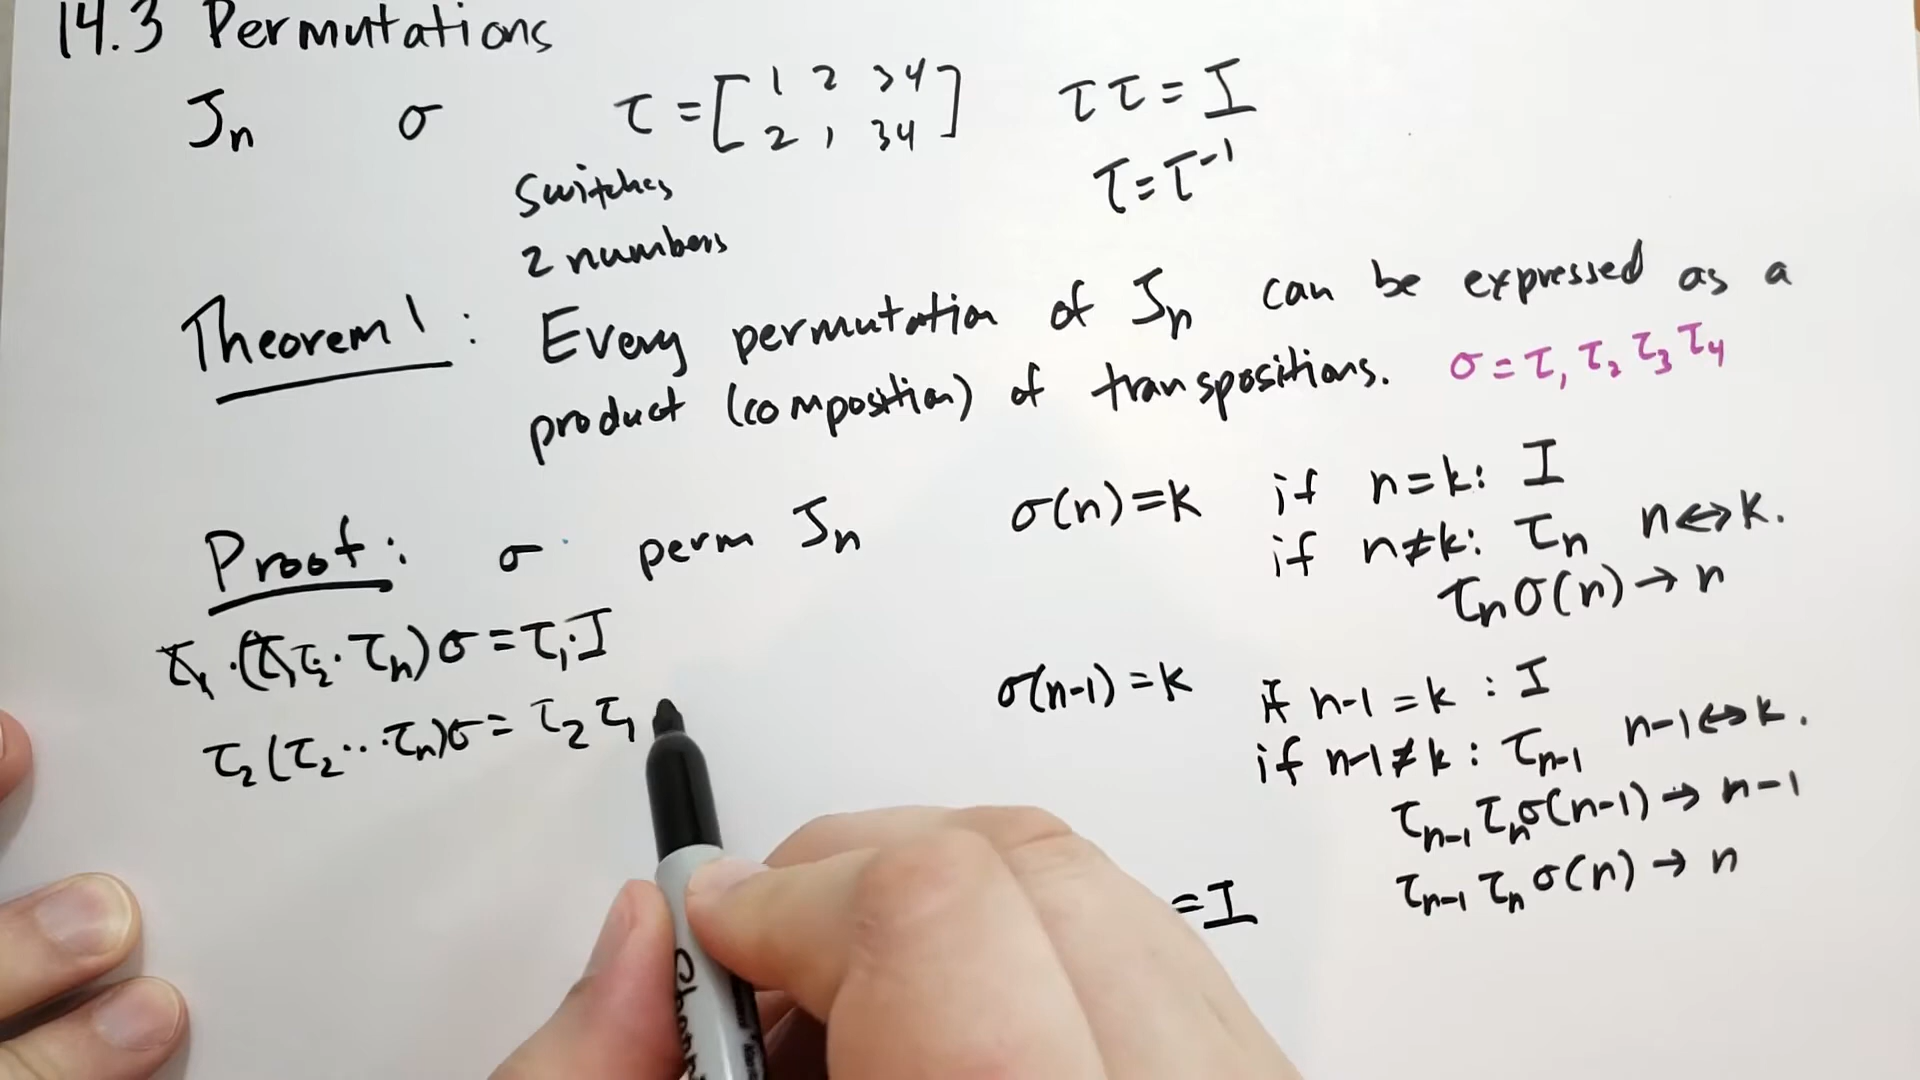 14.3 Permutations
Jn σ τ = [1 2 3 4 / 2 1 3 4] ττ = I
switches τ = τ⁻¹
2 numbers
Theorem 1: Every permutation of Jn can be expressed as a
product (composition) of transpositions. σ = τ₁ τ₂ τ₃ τ₄
Proof: σ perm Jn σ(n) = k if n = k: I
if n ≠ k: τn n ↔ k.
τn σ(n) → n
τ₁ · (τ₁ τ₂ · τn) σ = τ₁ · I
τ₂ (τ₂ ··· τn) σ = τ₂ τ₁
σ(n-1) = k If n-1 = k : I
if n-1 ≠ k : τn-1 n-1 ↔ k.
τn-1 τn σ(n-1) → n-1
τn-1 τn σ(n) → n
= I